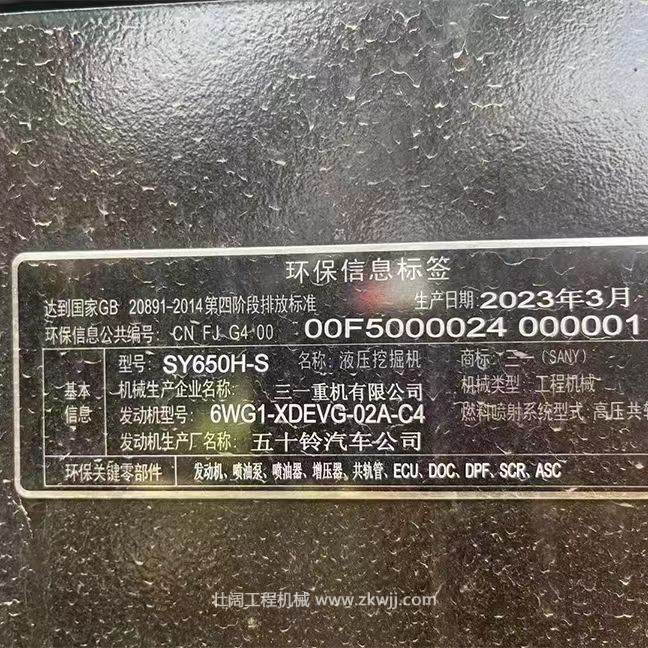 环保信息标签
达到国家GB 20891-2014第四阶段排放标准 生产日期:2023年3月
环保信息公共编号: CN FJ G4 00 00F5000024 000001
基本信息
型号: SY650H-S 名称: 液压挖掘机 商标: 三一(SANY)
机械生产企业名称: 三一重机有限公司 机械类型: 工程机械
发动机型号: 6WG1-XDEVG-02A-C4 燃料喷射系统型式: 高压共
发动机生产厂名称: 五十铃汽车公司
环保关键零部件 发动机、喷油泵、喷油器、增压器、共轨管、ECU、DOC、DPF、SCR、ASC
壮阔工程机械 www.zkwjj.com